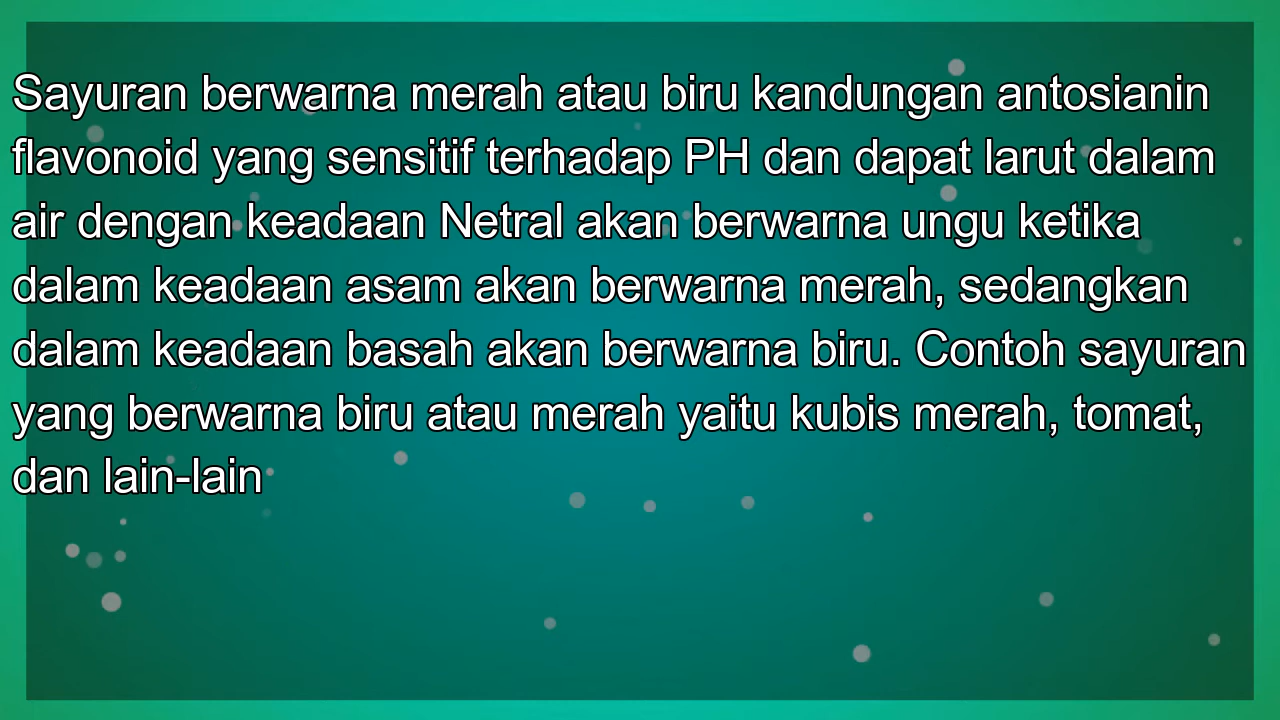 Sayuran berwarna merah atau biru kandungan antosianin
flavonoid yang sensitif terhadap PH dan dapat larut dalam
air dengan keadaan Netral akan berwarna ungu ketika
dalam keadaan asam akan berwarna merah, sedangkan
dalam keadaan basah akan berwarna biru. Contoh sayuran
yang berwarna biru atau merah yaitu kubis merah, tomat,
dan lain-lain